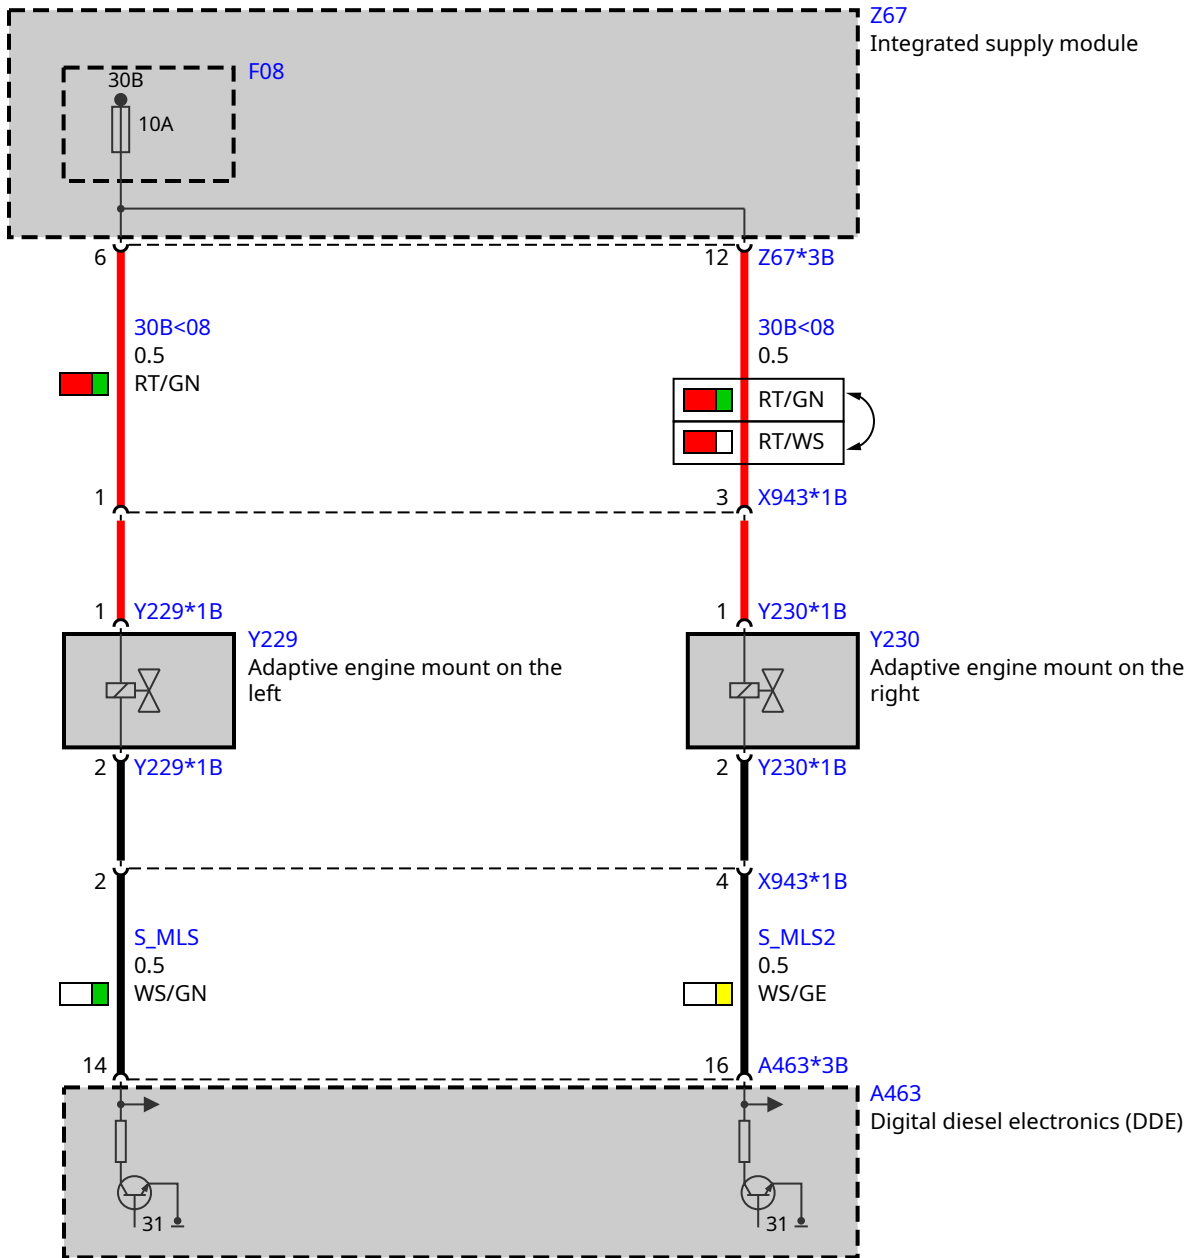 Z67
Integrated supply module
F08
30B
10A
6
12 Z67*3B
30B<08
0.5
RT/GN
30B<08
0.5
RT/GN
RT/WS
1
3 X943*1B
1 Y229*1B
1 Y230*1B
Y229
Adaptive engine mount on the
left
Y230
Adaptive engine mount on the
right
2 Y229*1B
2 Y230*1B
2
4 X943*1B
S_MLS
0.5
WS/GN
S_MLS2
0.5
WS/GE
14
16 A463*3B
A463
Digital diesel electronics (DDE)
31
31